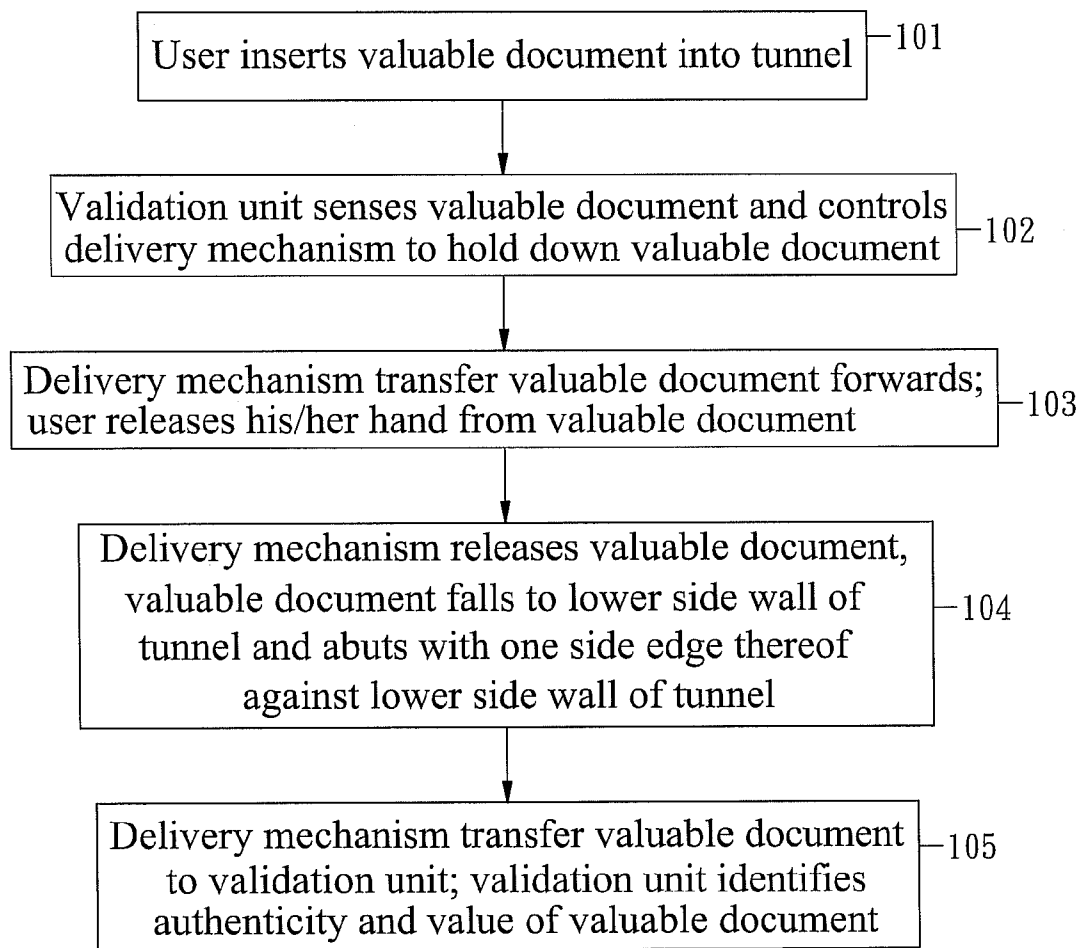 User inserts valuable document into tunnel
101
Validation unit senses valuable document and controls
delivery mechanism to hold down valuable document
102
Delivery mechanism transfer valuable document forwards;
user releases his/her hand from valuable document
103
Delivery mechanism releases valuable document,
valuable document falls to lower side wall of
tunnel and abuts with one side edge thereof
against lower side wall of tunnel
104
Delivery mechanism transfer valuable document
to validation unit; validation unit identifies
authenticity and value of valuable document
105